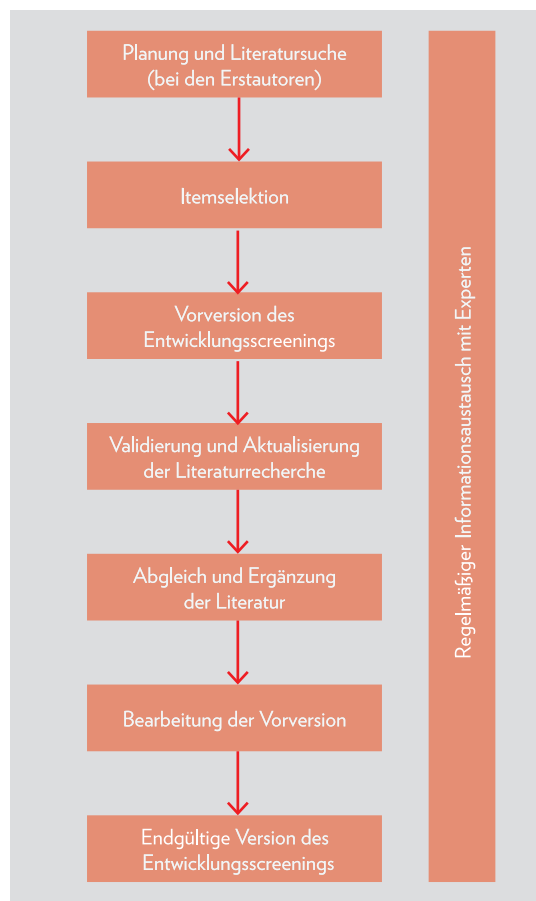 Planung und Literatursuche
(bei den Erstautoren)
Itemselektion
Vorversion des
Entwicklungsscreenings
Validierung und Aktualisierung
der Literaturrecherche
Abgleich und Ergänzung
der Literatur
Bearbeitung der Vorversion
Endgültige Version des
Entwicklungsscreenings
Regelmäßiger Informationsaustausch mit Experten